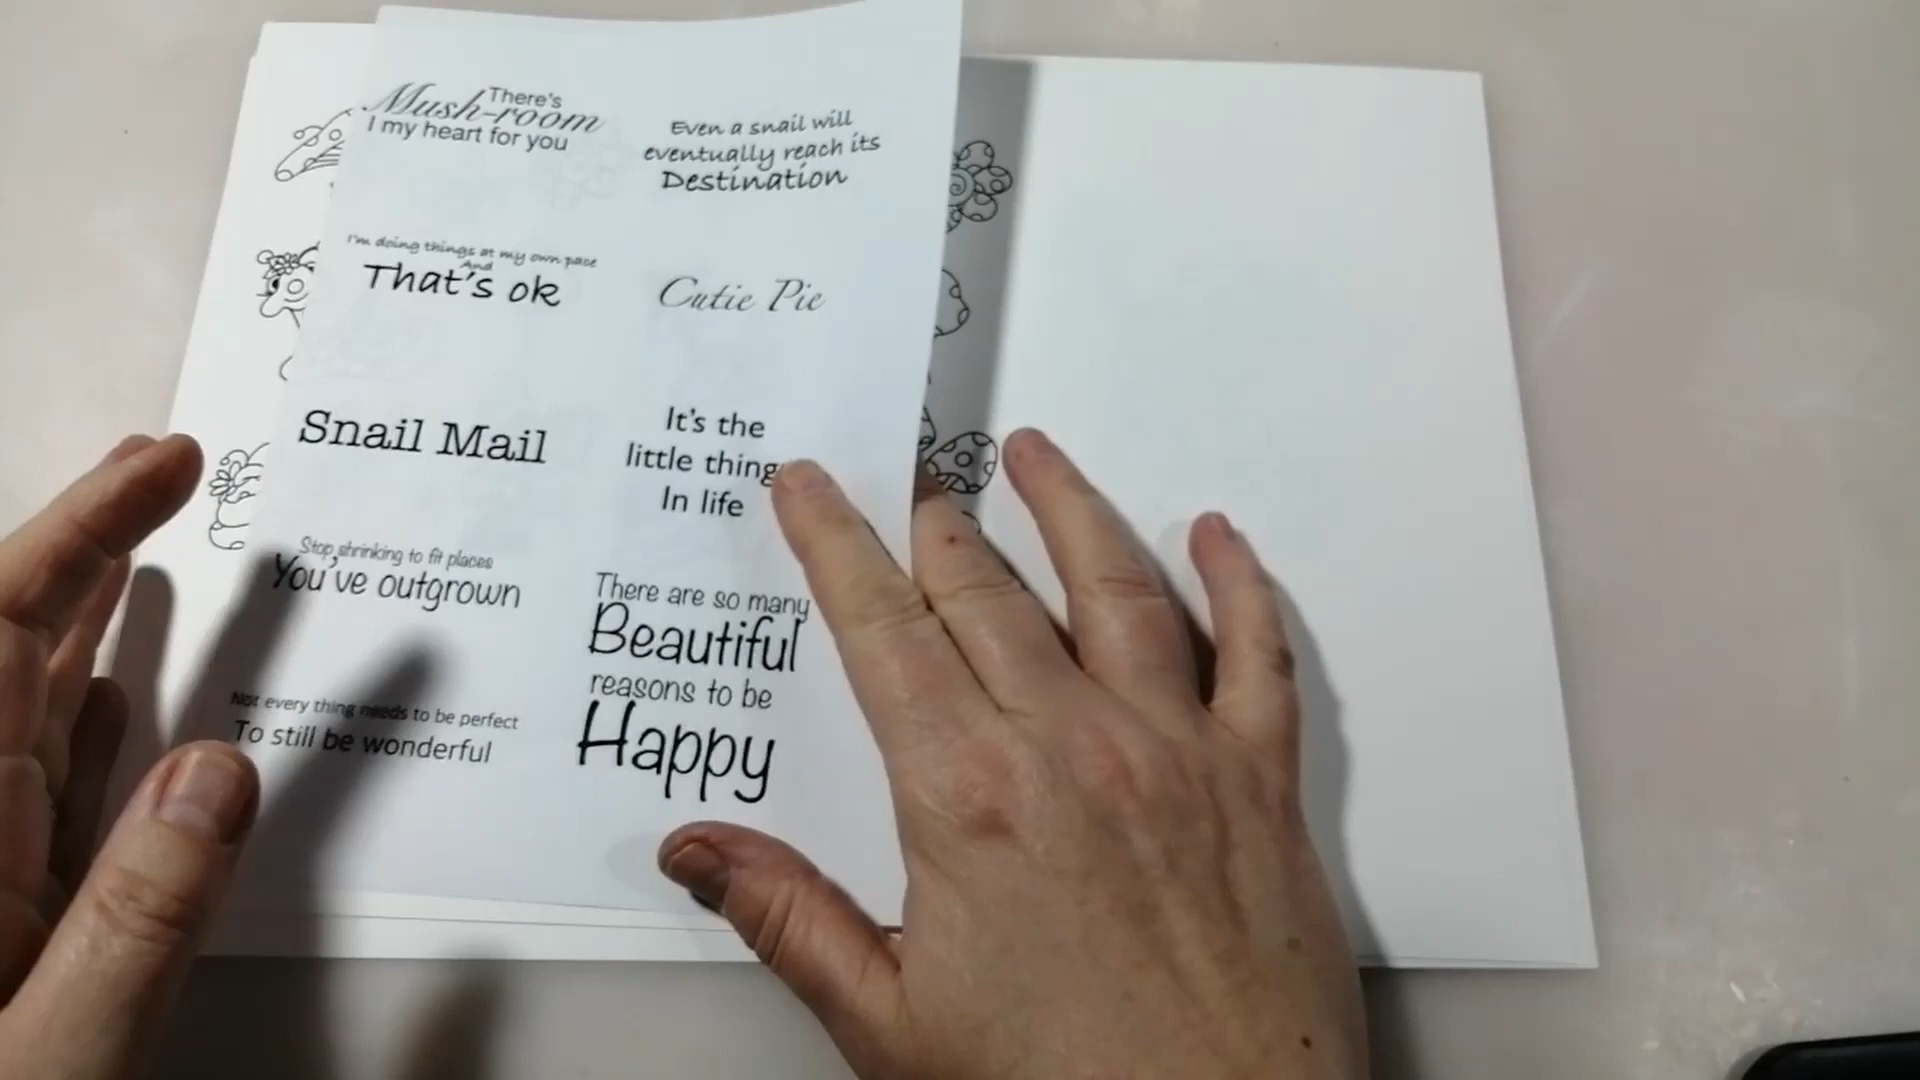 There's
Mush-room
I my heart for you
Even a snail will
eventually reach its
Destination
I'm doing things at my own pace
And
That's ok
Cutie Pie
Snail Mail
It's the
little thing
In life
Stop shrinking to fit places
You've outgrown
There are so many
Beautiful
reasons to be
Happy
Not every thing needs to be perfect
To still be wonderful